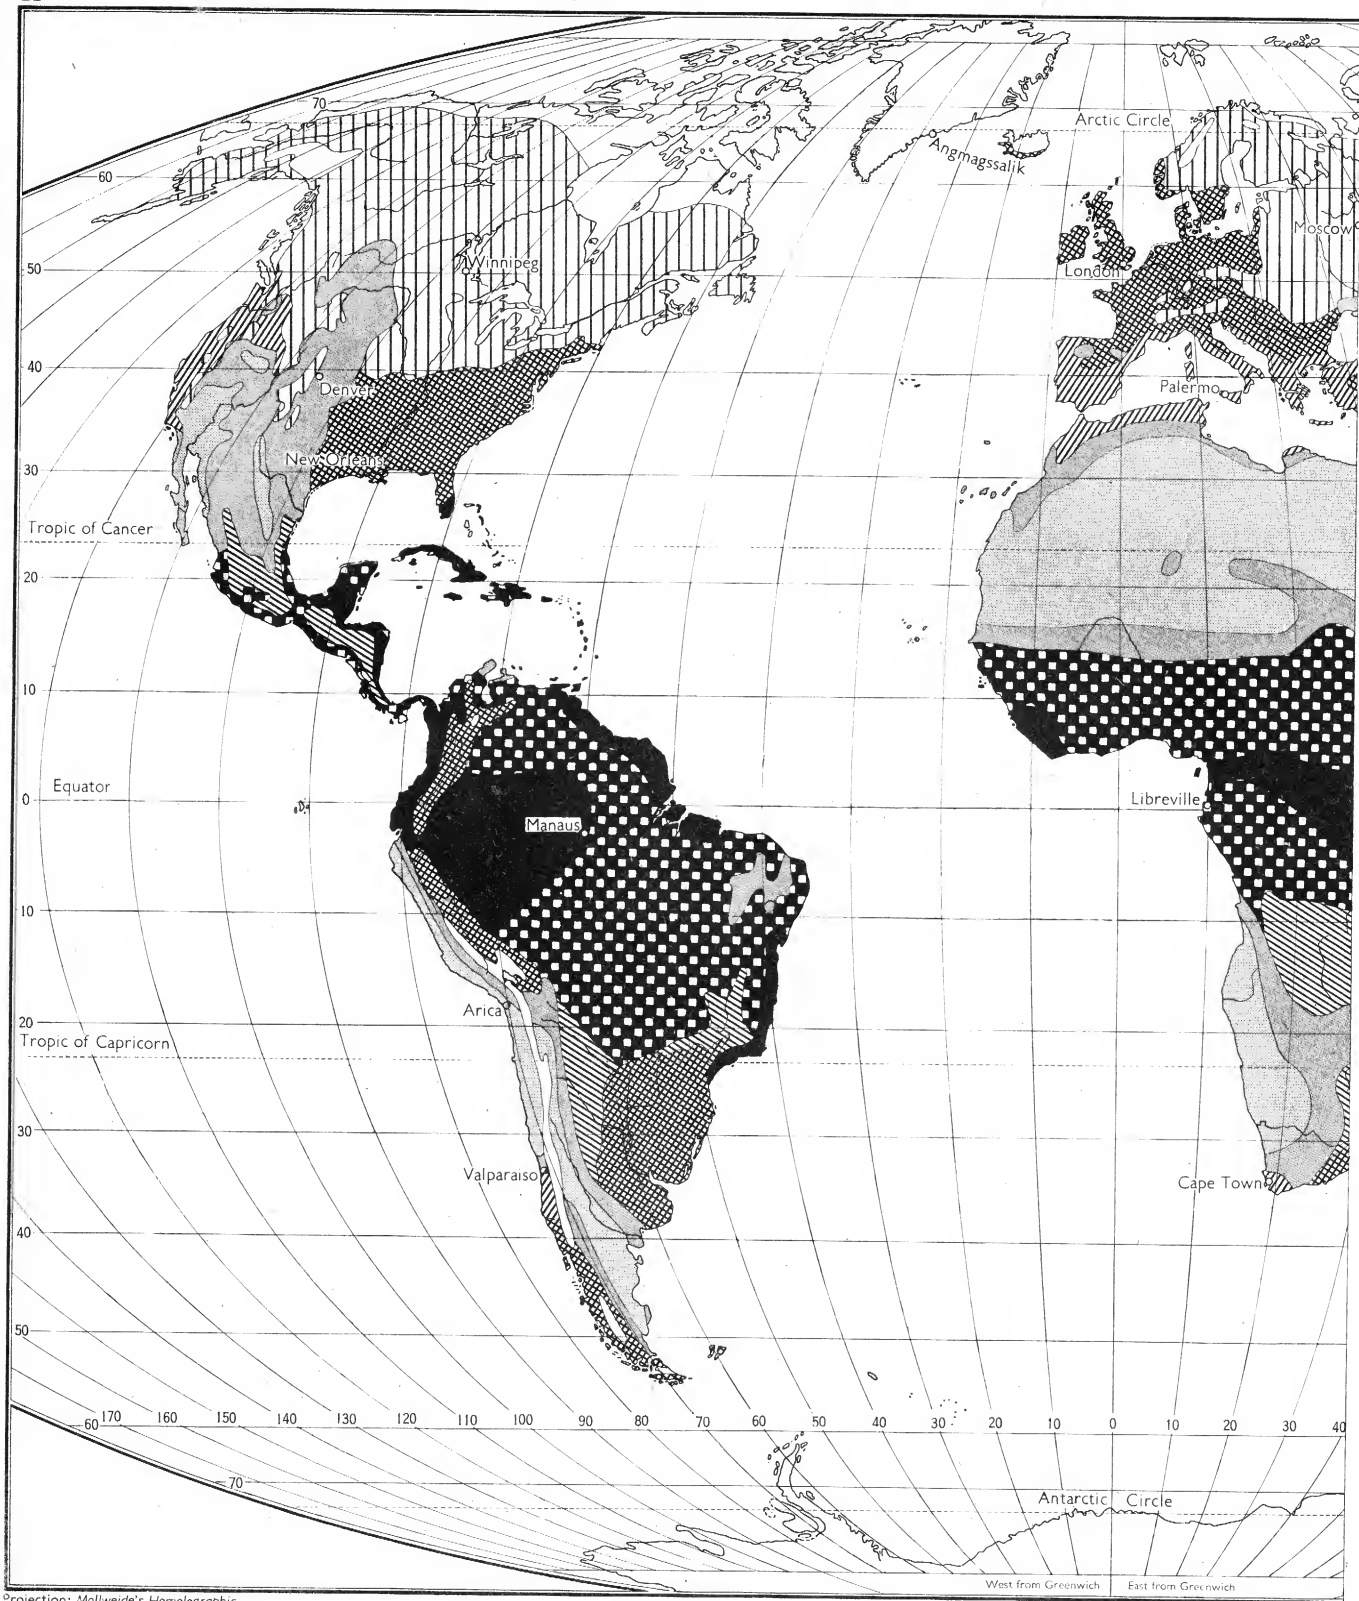 70
Arctic Circle
Angmagssalik
60
Moscow
50
Winnipeg
London
40
Denver
Palermo
30
New Orleans
Tropic of Cancer
20
10
Equator
0
Libreville
Manaus
10
Arica
20
Tropic of Capricorn
30
Valparaiso
Cape Town
40
50
60 170 160 150 140 130 120 110 100 90 80 70 60 50 40 30 20 10 0 10 20 30 40
70
Antarctic Circle
West from Greenwich East from Greenwich
Projection: Mollweide's Homolographic